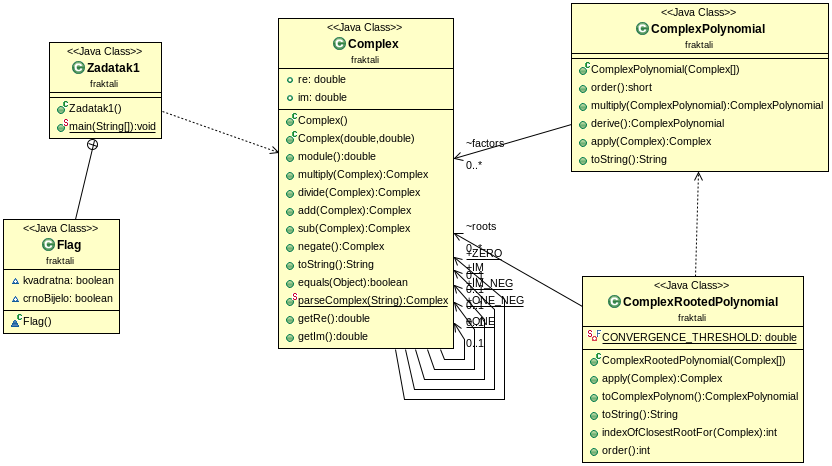 <<Java Class>>
Zadatak1
fraktali
Zadatak1()
main(String[]):void
<<Java Class>>
Flag
fraktali
kvadratna: boolean
crnoBijelo: boolean
Flag()
<<Java Class>>
Complex
fraktali
re: double
im: double
Complex()
Complex(double,double)
module():double
multiply(Complex):Complex
divide(Complex):Complex
add(Complex):Complex
sub(Complex):Complex
negate():Complex
toString():String
equals(Object):boolean
parseComplex(String):Complex
getRe():double
getIm():double
~factors
0..*
~roots
0..*
+ZERO
+IM
0..1
+IM_NEG
0..1
+ONE_NEG
0..1
+ONE
0..1
<<Java Class>>
ComplexPolynomial
fraktali
ComplexPolynomial(Complex[])
order():short
multiply(ComplexPolynomial):ComplexPolynomial
derive():ComplexPolynomial
apply(Complex):Complex
toString():String
<<Java Class>>
ComplexRootedPolynomial
fraktali
CONVERGENCE_THRESHOLD: double
ComplexRootedPolynomial(Complex[])
apply(Complex):Complex
toComplexPolynom():ComplexPolynomial
toString():String
indexOfClosestRootFor(Complex):int
order():int